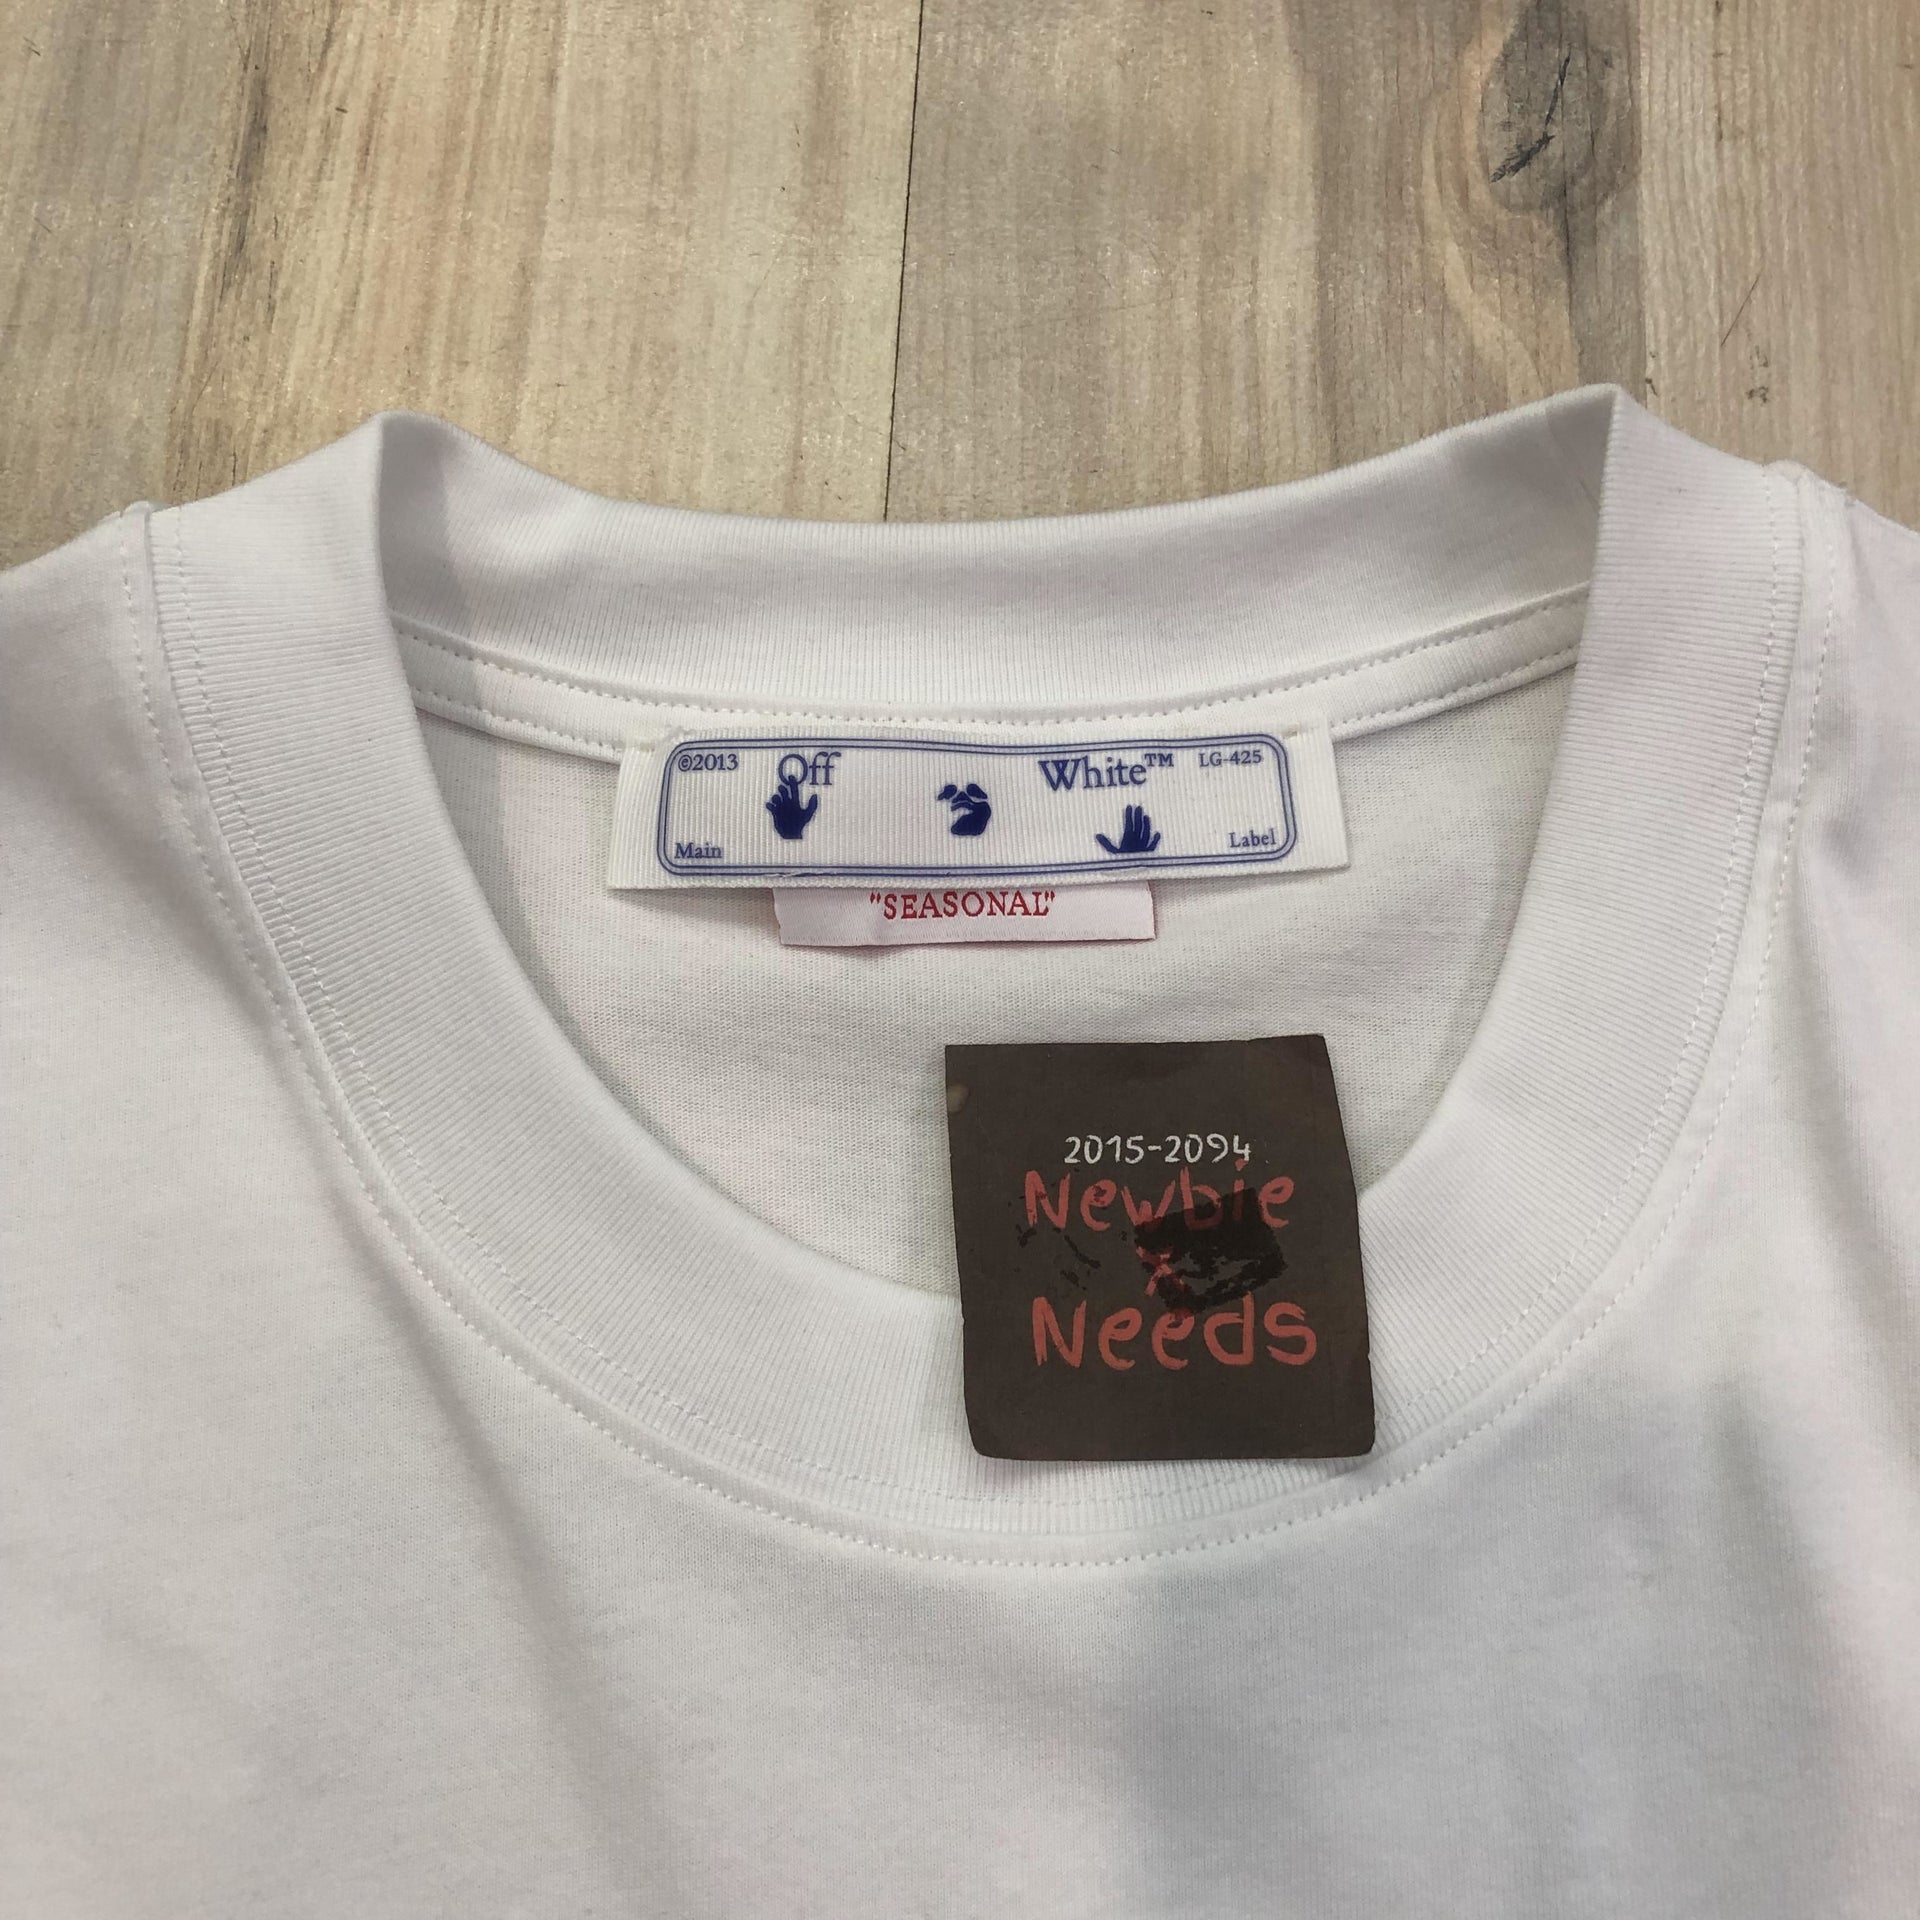 ©2013 Off White™ LG-425
Main Label
"SEASONAL"
2015-2094
Newbie
x
Needs